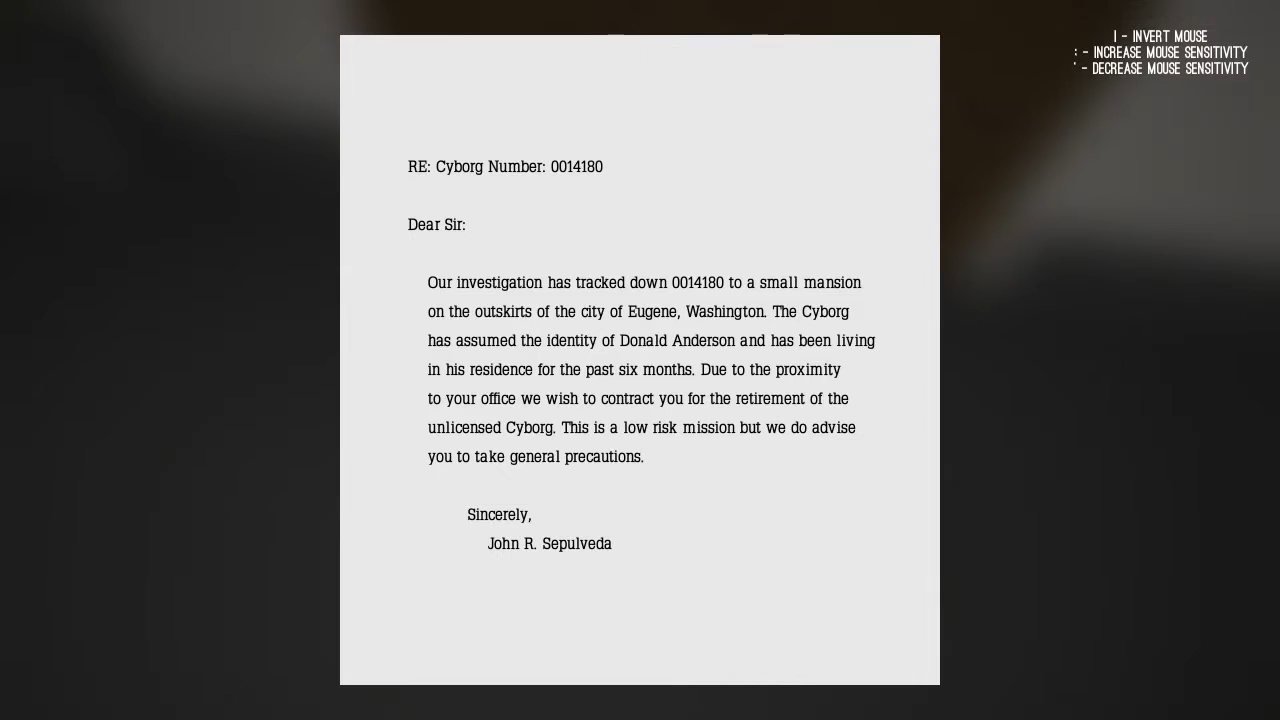 I - INVERT MOUSE
; - INCREASE MOUSE SENSITIVITY
' - DECREASE MOUSE SENSITIVITY
RE: Cyborg Number: 0014180
Dear Sir:
Our investigation has tracked down 0014180 to a small mansion
on the outskirts of the city of Eugene, Washington. The Cyborg
has assumed the identity of Donald Anderson and has been living
in his residence for the past six months. Due to the proximity
to your office we wish to contract you for the retirement of the
unlicensed Cyborg. This is a low risk mission but we do advise
you to take general precautions.
Sincerely,
John R. Sepulveda